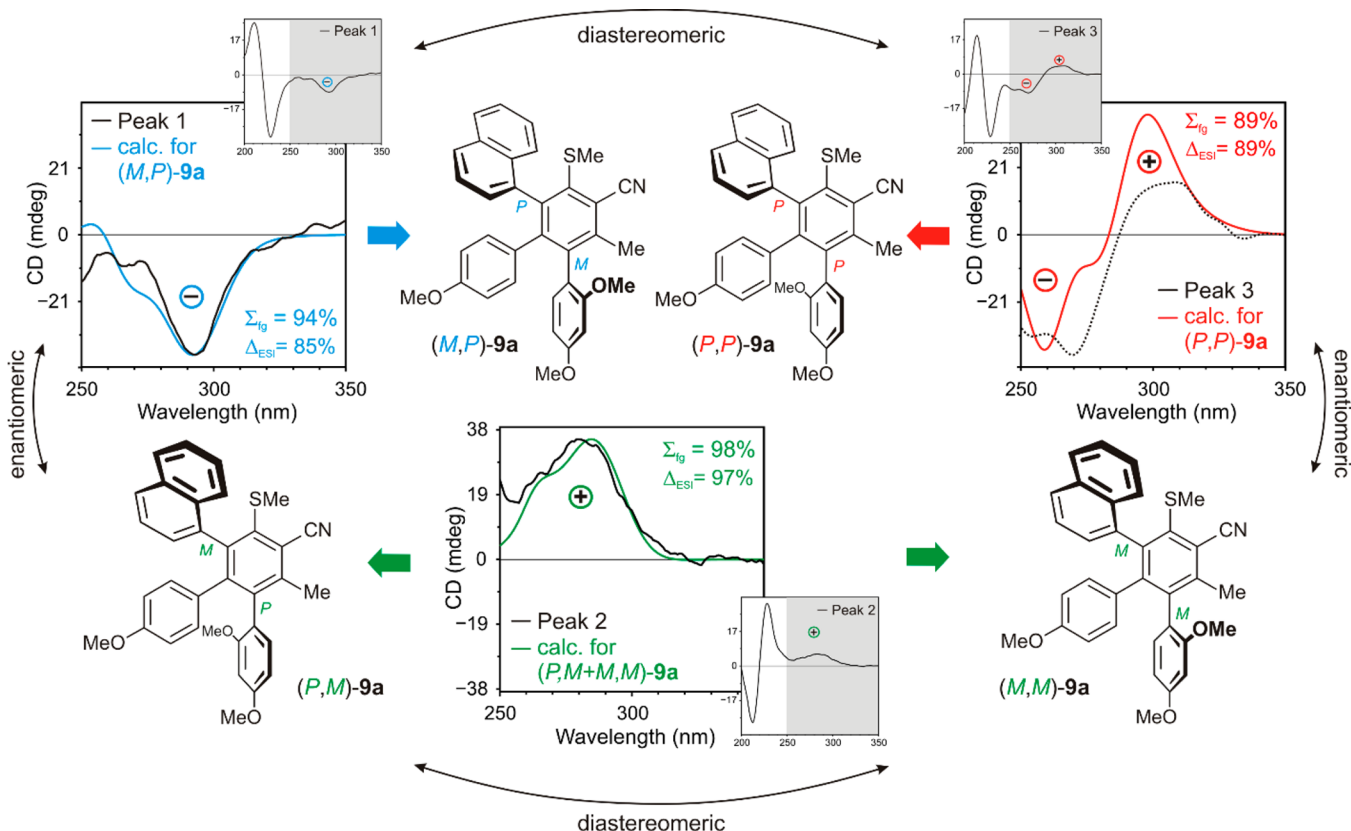 diastereomeric
— Peak 1
17
0
−17
200
250
300
350
— Peak 3
17
0
−17
200
250
300
350
Peak 1
calc. for
(M,P)-9a
21
0
−21
CD (mdeg)
Σfg = 94%
ΔESI = 85%
250
300
350
Wavelength (nm)
SMe
CN
P
M
Me
MeO
OMe
MeO
(M,P)-9a
SMe
CN
P
P
Me
MeO
MeO
MeO
(P,P)-9a
Σfg = 89%
ΔESI = 89%
21
0
−21
CD (mdeg)
Peak 3
calc. for
(P,P)-9a
250
300
350
Wavelength (nm)
enantiomeric
enantiomeric
SMe
CN
M
P
Me
MeO
MeO
MeO
(P,M)-9a
38
19
0
−19
−38
CD (mdeg)
Σfg = 98%
ΔESI = 97%
Peak 2
calc. for
(P,M+M,M)-9a
250
300
Wavelength (nm)
— Peak 2
17
0
−17
200
250
300
350
SMe
CN
M
M
Me
MeO
OMe
MeO
(M,M)-9a
diastereomeric